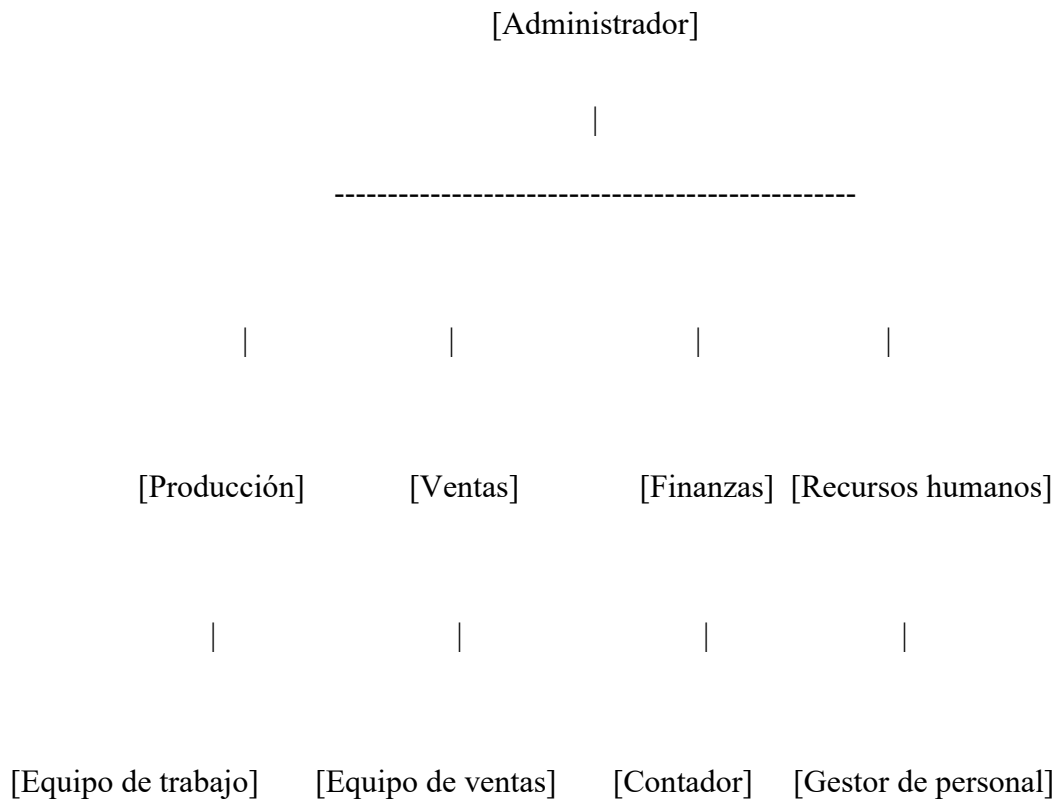 [Administrador]
|
-------------------------------------------------
| | | |
[Producción] [Ventas] [Finanzas] [Recursos humanos]
| | | |
[Equipo de trabajo] [Equipo de ventas] [Contador] [Gestor de personal]